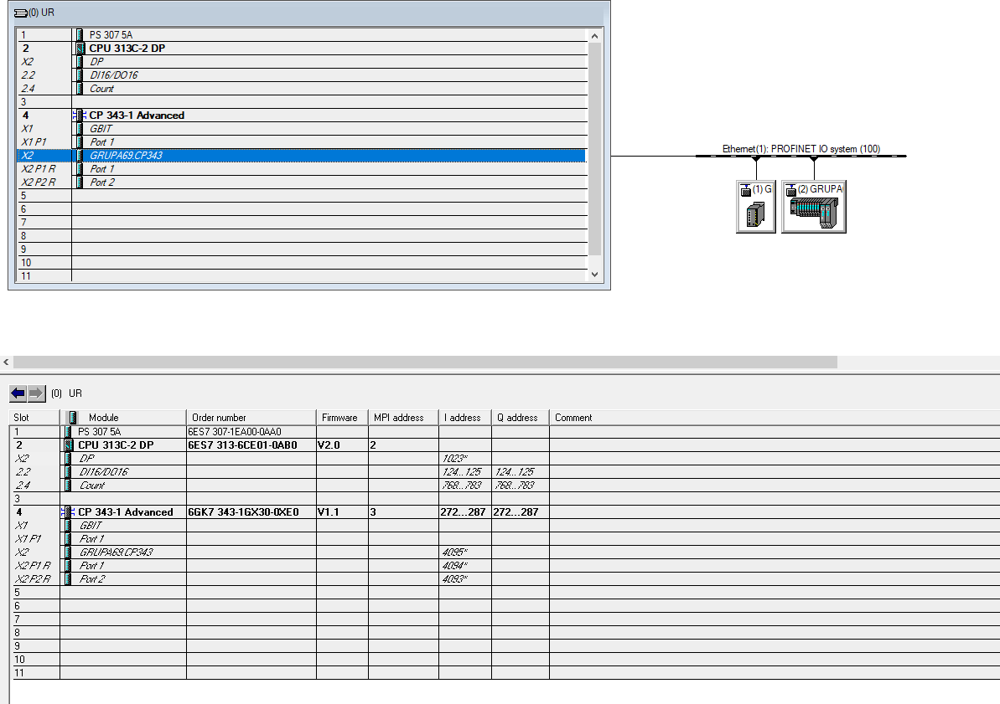 (0) UR
1 PS 307 5A
2 CPU 313C-2 DP
X2 DP
2.2 DI16/DO16
2.4 Count
3
4 CP 343-1 Advanced
X1 GBIT
X1 P1 Port 1
X2 GRUPA69.CP343
X2 P1 R Port 1
X2 P2 R Port 2
5
6
7
8
9
10
11
Ethernet(1): PROFINET IO system (100)
(1) G
(2) GRUPA
(0) UR
Slot Module Order number Firmware MPI address I address Q address Comment
1 PS 307 5A 6ES7 307-1EA00-0AA0
2 CPU 313C-2 DP 6ES7 313-6CE01-0AB0 V2.0 2
X2 DP 1023*
2.2 DI16/DO16 124...125 124...125
2.4 Count 768...783 768...783
3
4 CP 343-1 Advanced 6GK7 343-1GX30-0XE0 V1.1 3 272...287 272...287
X1 GBIT
X1 P1 Port 1
X2 GRUPA69.CP343 4095*
X2 P1 R Port 1 4094*
X2 P2 R Port 2 4093*
5
6
7
8
9
10
11